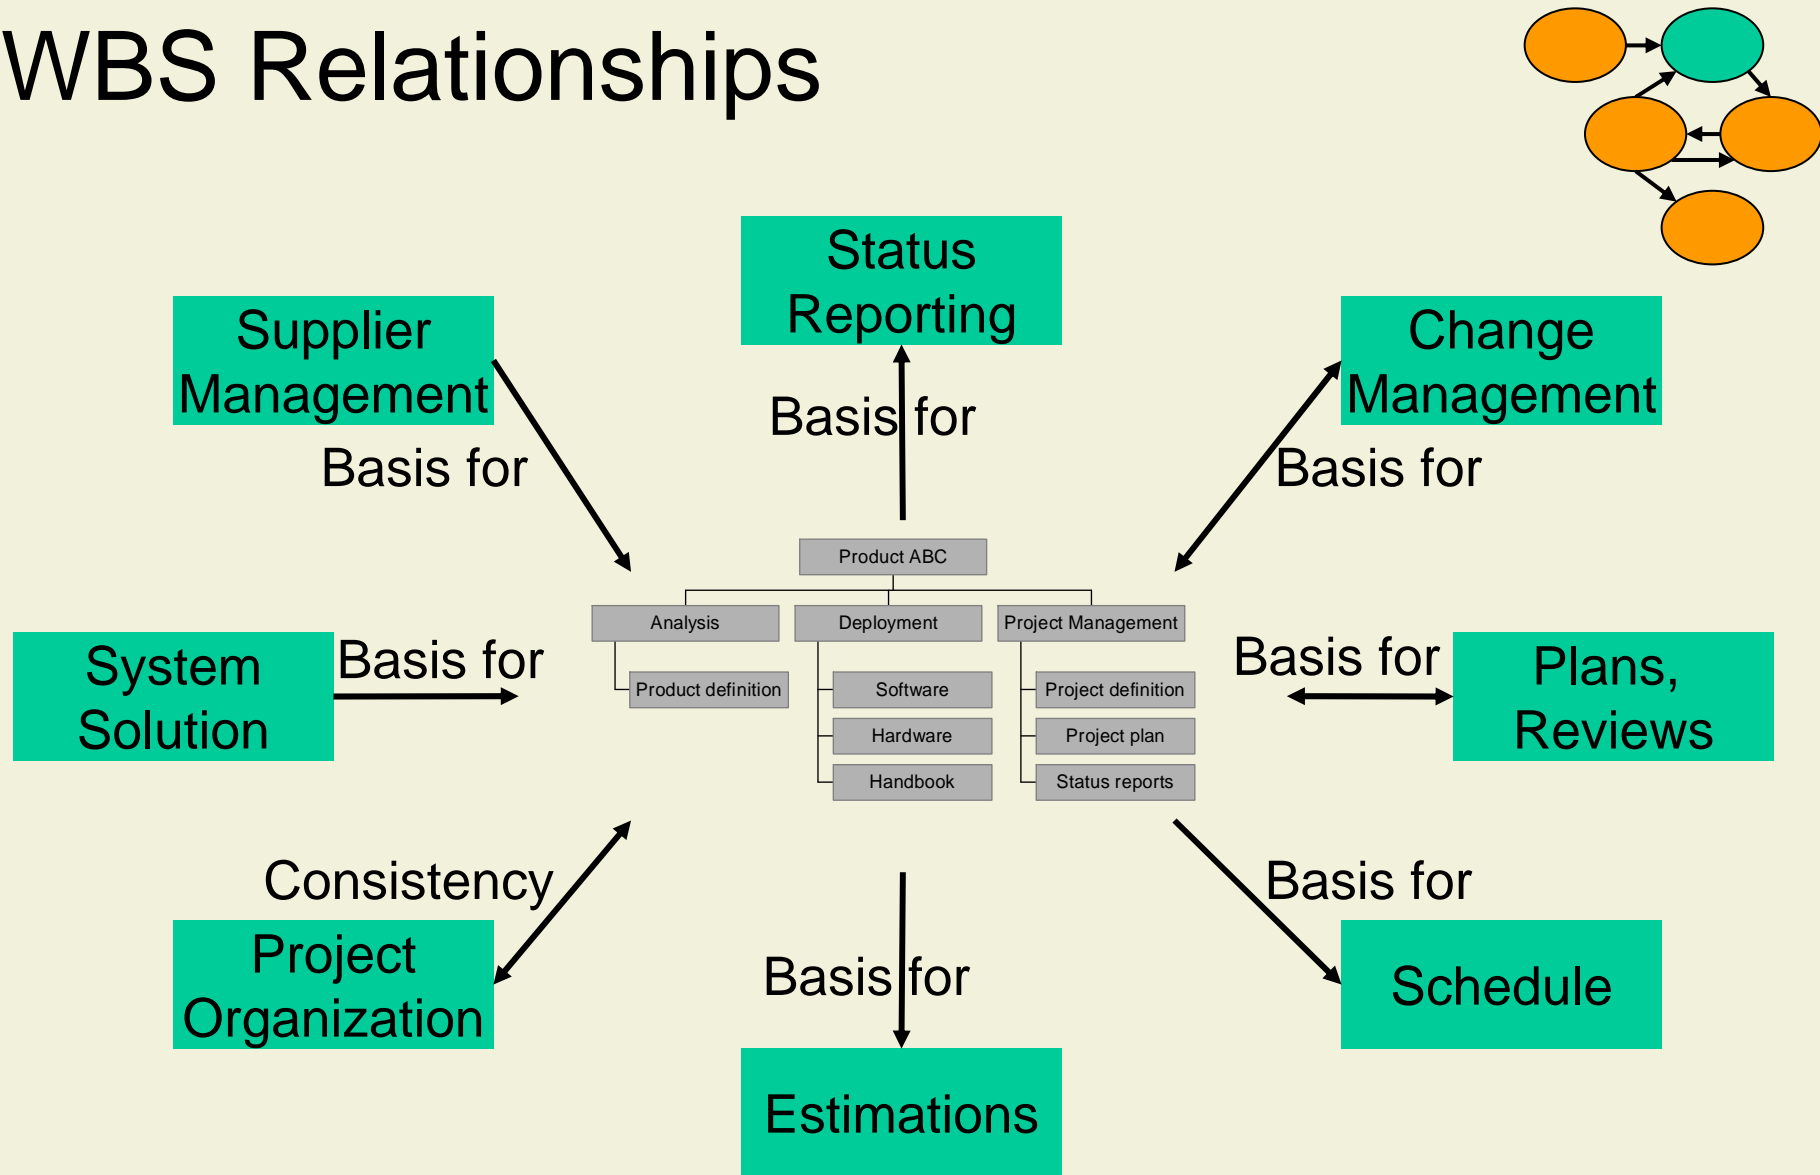 WBS Relationships
Status
Reporting
Supplier
Management
Change
Management
Basis for
Basis for
Basis for
Product ABC
Analysis
Deployment
Project Management
Product definition
Software
Hardware
Handbook
Project definition
Project plan
Status reports
System
Solution
Basis for
Basis for
Plans,
Reviews
Consistency
Project
Organization
Basis for
Estimations
Basis for
Schedule